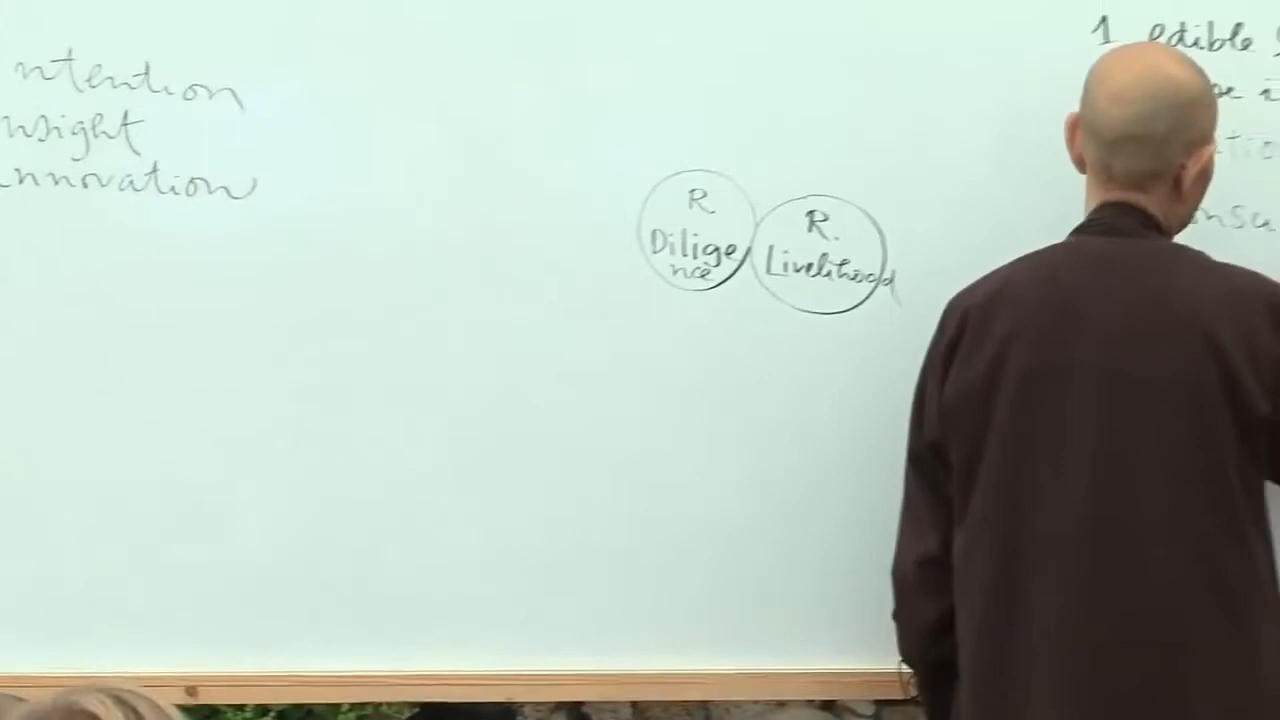 ntention
nsight
nnovation
R.
Dilige
nce
R.
Livelihood
1 edible